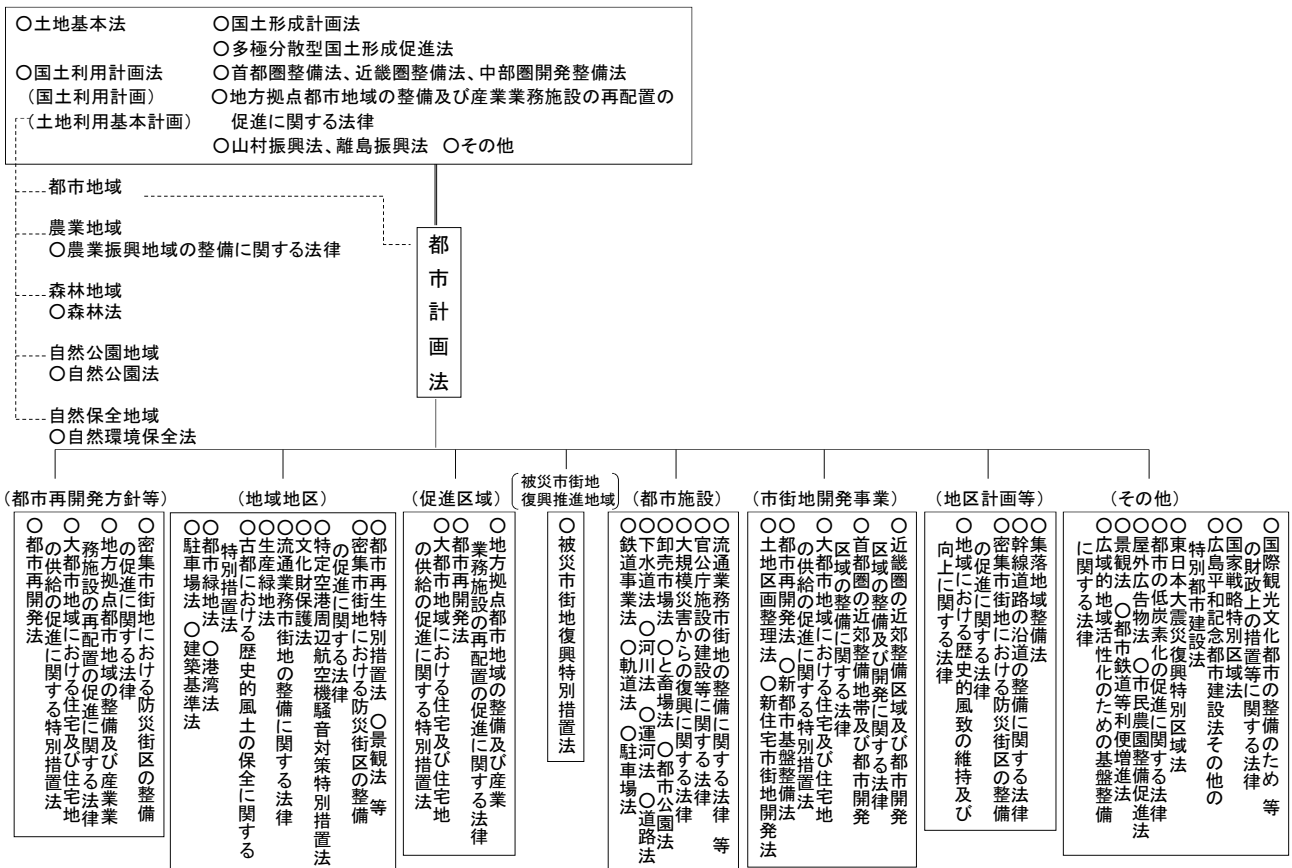 ○土地基本法 ○国土形成計画法
○多極分散型国土形成促進法
○国土利用計画法 ○首都圏整備法、近畿圏整備法、中部圏開発整備法
(国土利用計画) ○地方拠点都市地域の整備及び産業業務施設の再配置の
(土地利用基本計画) 促進に関する法律
○山村振興法、離島振興法 ○その他
都市地域
農業地域
○農業振興地域の整備に関する法律
森林地域
○森林法
自然公園地域
○自然公園法
自然保全地域
○自然環境保全法
都市計画法
(都市再開発方針等)
○都市再開発法
○大都市地域における住宅及び住宅地
の供給の促進に関する特別措置法
○地方拠点都市地域の整備及び産業業
務施設の再配置の促進に関する法律
○密集市街地における防災街区の整備
の促進に関する法律
(地域地区)
○都市再生特別措置法 ○景観法 等
○密集市街地における防災街区の整備
の促進に関する法律
○特定空港周辺航空機騒音対策特別措置法
○文化財保護法
○流通業務市街地の整備に関する法律
○生産緑地法
○古都における歴史的風土の保全に関する
特別措置法
○都市緑地法 ○港湾法
○駐車場法 ○建築基準法
(促進区域)
○地方拠点都市地域の整備及び産業
業務施設の再配置の促進に関する法律
○都市再開発法
○大都市地域における住宅及び住宅地
の供給の促進に関する特別措置法
(被災市街地
復興推進地域)
○被災市街地復興特別措置法
(都市施設)
○流通業務市街地の整備に関する法律 等
○官公庁施設の建設等に関する法律
○大規模災害からの復興に関する法律
○卸売市場法 ○と畜場法 ○都市公園法
○下水道法 ○河川法 ○運河法 ○道路法
○鉄道事業法 ○軌道法 ○駐車場法
(市街地開発事業)
○近畿圏の近郊整備区域及び都市開発
区域の整備及び開発に関する法律
○首都圏の近郊整備地帯及び都市開発
区域の整備に関する法律
○大都市地域における住宅及び住宅地
の供給の促進に関する特別措置法
○都市再開発法 ○新都市基盤整備法
○土地区画整理法 ○新住宅市街地開発法
(地区計画等)
○集落地域整備法
○幹線道路の沿道の整備に関する法律
○密集市街地における防災街区の整備
の促進に関する法律
○地域における歴史的風致の維持及び
向上に関する法律
(その他)
○国際観光文化都市の整備のため 等
の財政上の措置等に関する法律
○国家戦略特別区域法
○広島平和記念都市建設法その他の
特別都市建設法
○東日本大震災復興特別区域法
○都市の低炭素化の促進に関する法律
○屋外広告物法 ○市民農園整備促進法
○景観法 ○都市鉄道等利便増進法
○広域的地域活性化のための基盤整備
に関する法律